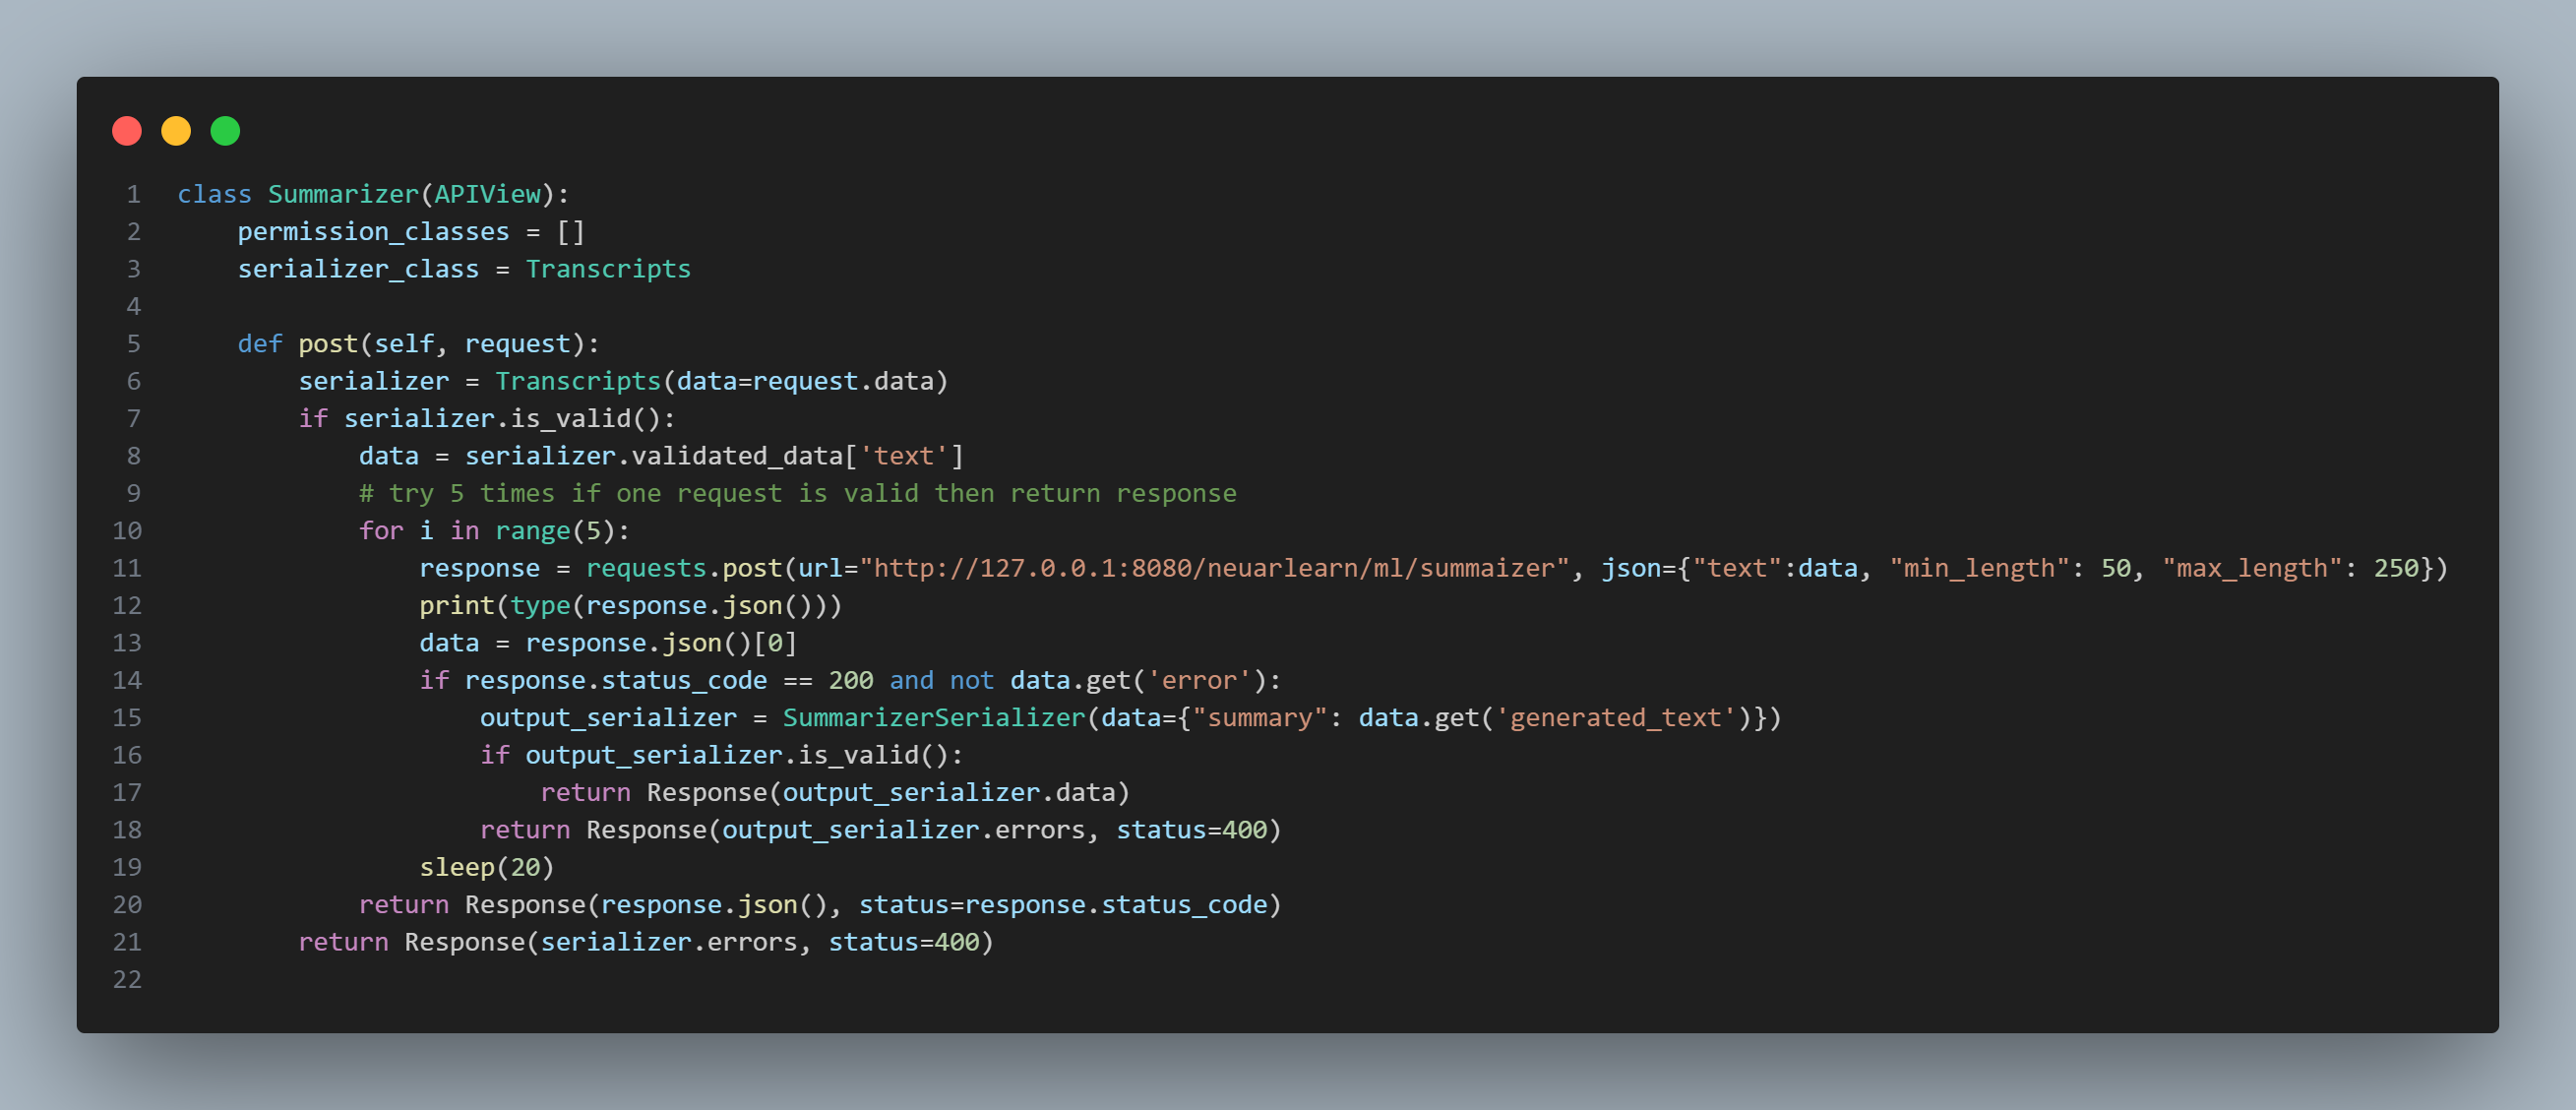 1 class Summarizer(APIView):
2     permission_classes = []
3     serializer_class = Transcripts
4
5     def post(self, request):
6         serializer = Transcripts(data=request.data)
7         if serializer.is_valid():
8             data = serializer.validated_data['text']
9             # try 5 times if one request is valid then return response
10             for i in range(5):
11                 response = requests.post(url="http://127.0.0.1:8080/neuarlearn/ml/summaizer", json={"text":data, "min_length": 50, "max_length": 250})
12                 print(type(response.json()))
13                 data = response.json()[0]
14                 if response.status_code == 200 and not data.get('error'):
15                     output_serializer = SummarizerSerializer(data={"summary": data.get('generated_text')})
16                     if output_serializer.is_valid():
17                         return Response(output_serializer.data)
18                     return Response(output_serializer.errors, status=400)
19                 sleep(20)
20             return Response(response.json(), status=response.status_code)
21         return Response(serializer.errors, status=400)
22